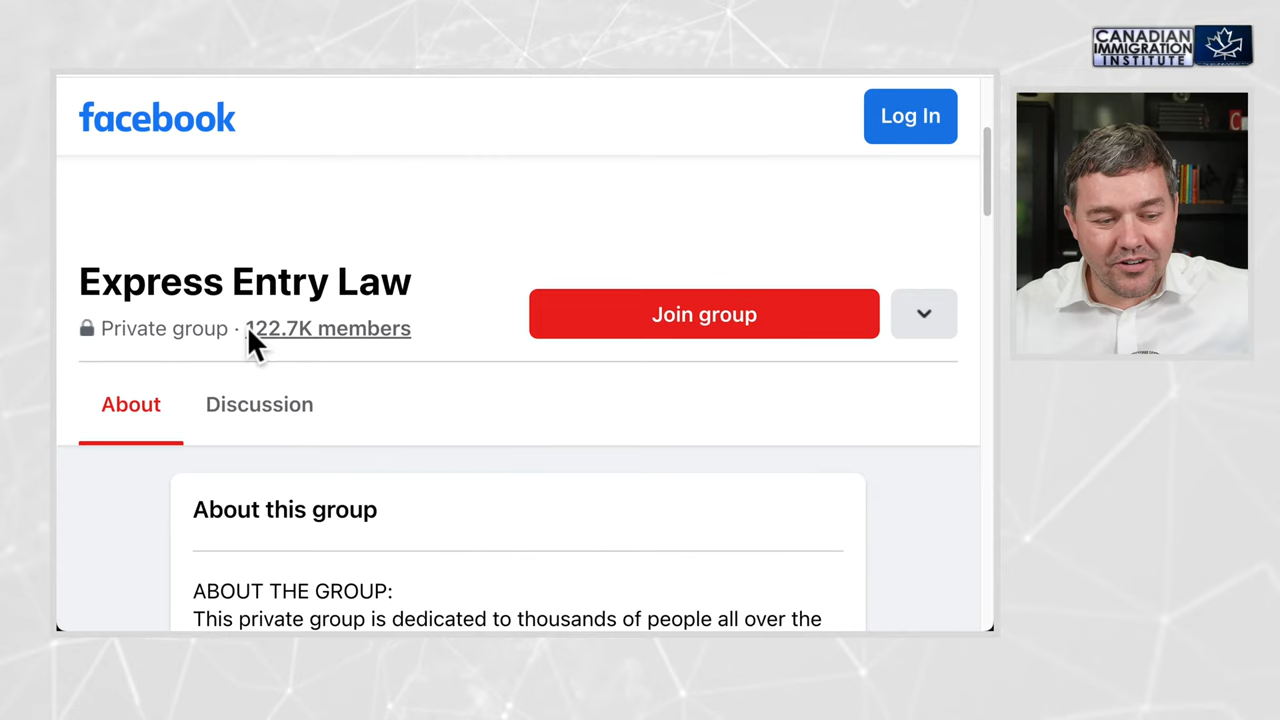 CANADIAN
IMMIGRATION
INSTITUTE
facebook
Log In
Express Entry Law
Private group · 122.7K members
Join group
About
Discussion
About this group
ABOUT THE GROUP:
This private group is dedicated to thousands of people all over the